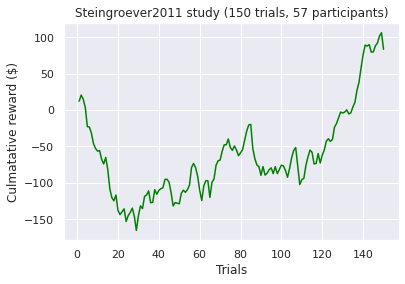 Steingroever2011 study (150 trials, 57 participants)
Culmatative reward ($)
100
50
0
−50
−100
−150
0 20 40 60 80 100 120 140
Trials